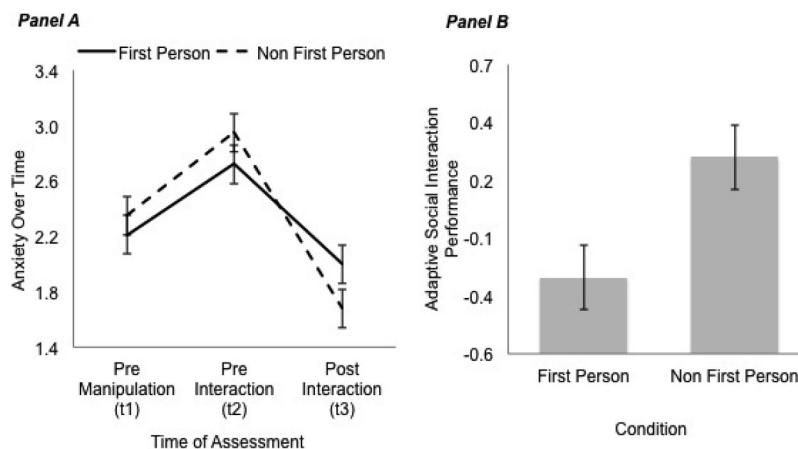 Panel A
First Person
Non First Person
3.4
3.0
2.6
2.2
1.8
1.4
Anxiety Over Time
Pre
Manipulation
(t1)
Pre
Interaction
(t2)
Post
Interaction
(t3)
Time of Assessment
Panel B
0.7
0.4
0.2
-0.1
-0.4
-0.6
Adaptive Social Interaction
Performance
First Person
Non First Person
Condition